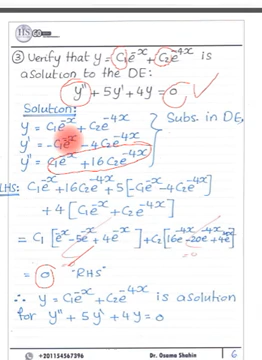 ③ Verify that y = C₁e⁻ˣ + C₂e⁻⁴ˣ is
a solution to the DE:
y'' + 5y' + 4y = 0
Solution:
y = C₁e⁻ˣ + C₂e⁻⁴ˣ
y' = -C₁e⁻ˣ - 4C₂e⁻⁴ˣ } Subs. in DE,
y'' = C₁e⁻ˣ + 16C₂e⁻⁴ˣ
LHS: C₁e⁻ˣ + 16C₂e⁻⁴ˣ + 5[-C₁e⁻ˣ - 4C₂e⁻⁴ˣ]
+ 4[C₁e⁻ˣ + C₂e⁻⁴ˣ]
= C₁[e⁻ˣ - 5e⁻ˣ + 4e⁻ˣ] + C₂[16e⁻⁴ˣ - 20e⁻⁴ˣ + 4e⁻⁴ˣ]
= 0 "RHS"
∴ y = C₁e⁻ˣ + C₂e⁻⁴ˣ is a solution
for y'' + 5y' + 4y = 0
+201154567396 Dr. Osama Shahin 6